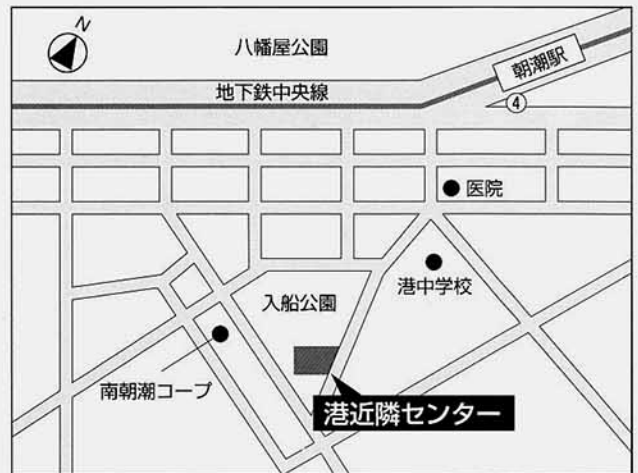 N
八幡屋公園
朝潮駅
地下鉄中央線
④
医院
港中学校
入船公園
南朝潮コープ
港近隣センター